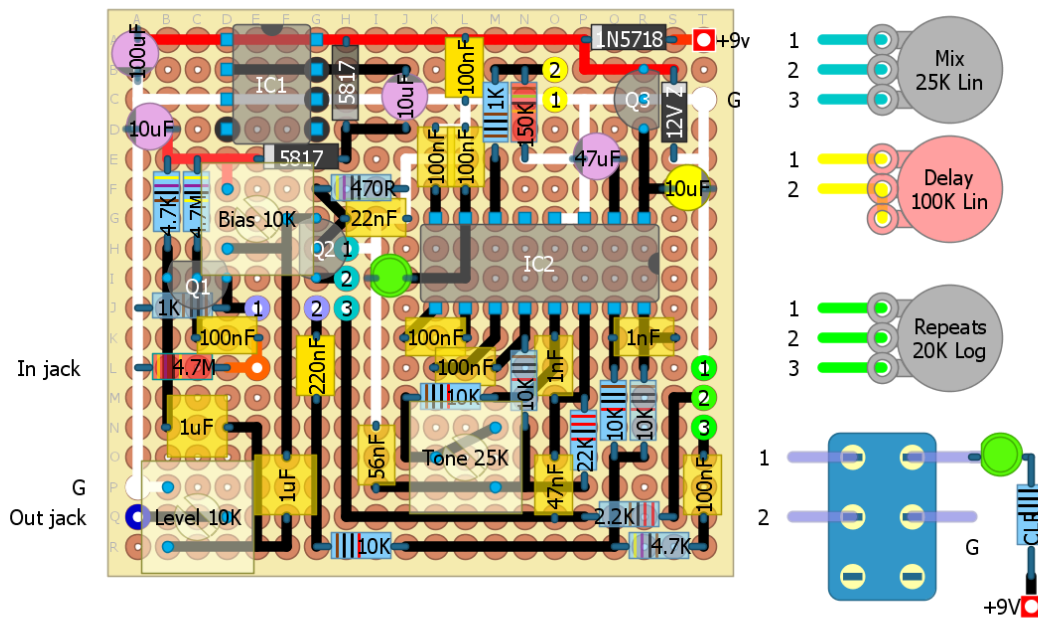 A B C D E F G H I J K L M N O P Q R S T
A
B
C
D
E
F
G
H
I
J
K
L
M
N
O
P
Q
R
100uF
IC1
5817
10uF
100nF
1N5718
+9v
2
1
1K
150K
Q3
12V Z
G
10uF
5817
100nF
100nF
47uF
4.7K
4.7M
470R
10uF
Bias 10K
22nF
Q2
1
2
3
IC2
Q1
1K
1
2
100nF
100nF
1nF
In jack
4.7M
220nF
100nF
10K
1nF
1
2
3
10K
10K
10K
22K
1uF
56nF
Tone 25K
1uF
47nF
100nF
G
Out jack
Level 10K
2.2K
10K
4.7K
1
2
3
Mix
25K Lin
1
2
Delay
100K Lin
1
2
3
Repeats
20K Log
1
2
G
CLR
+9V